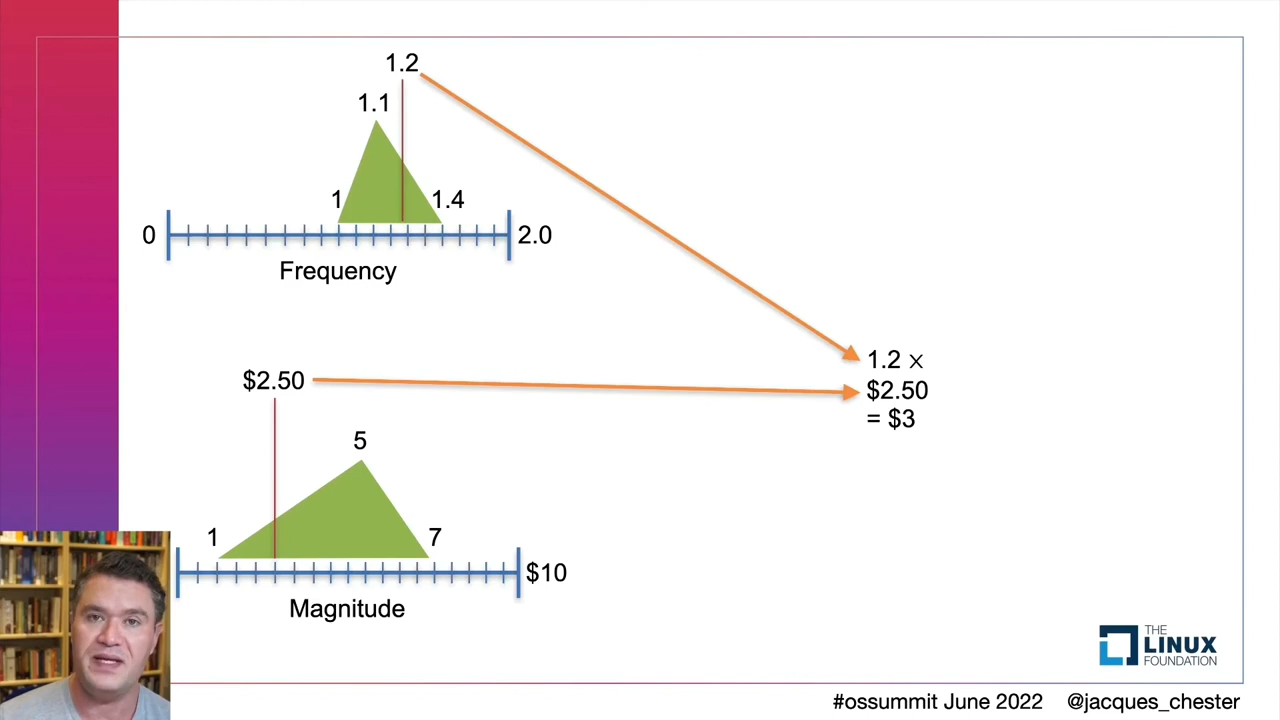 1.2
1.1
1
1.4
0
2.0
Frequency
$2.50
1.2 ×
$2.50
= $3
5
1
7
$10
Magnitude
THE
LINUX
FOUNDATION
#ossummit June 2022 @jacques_chester